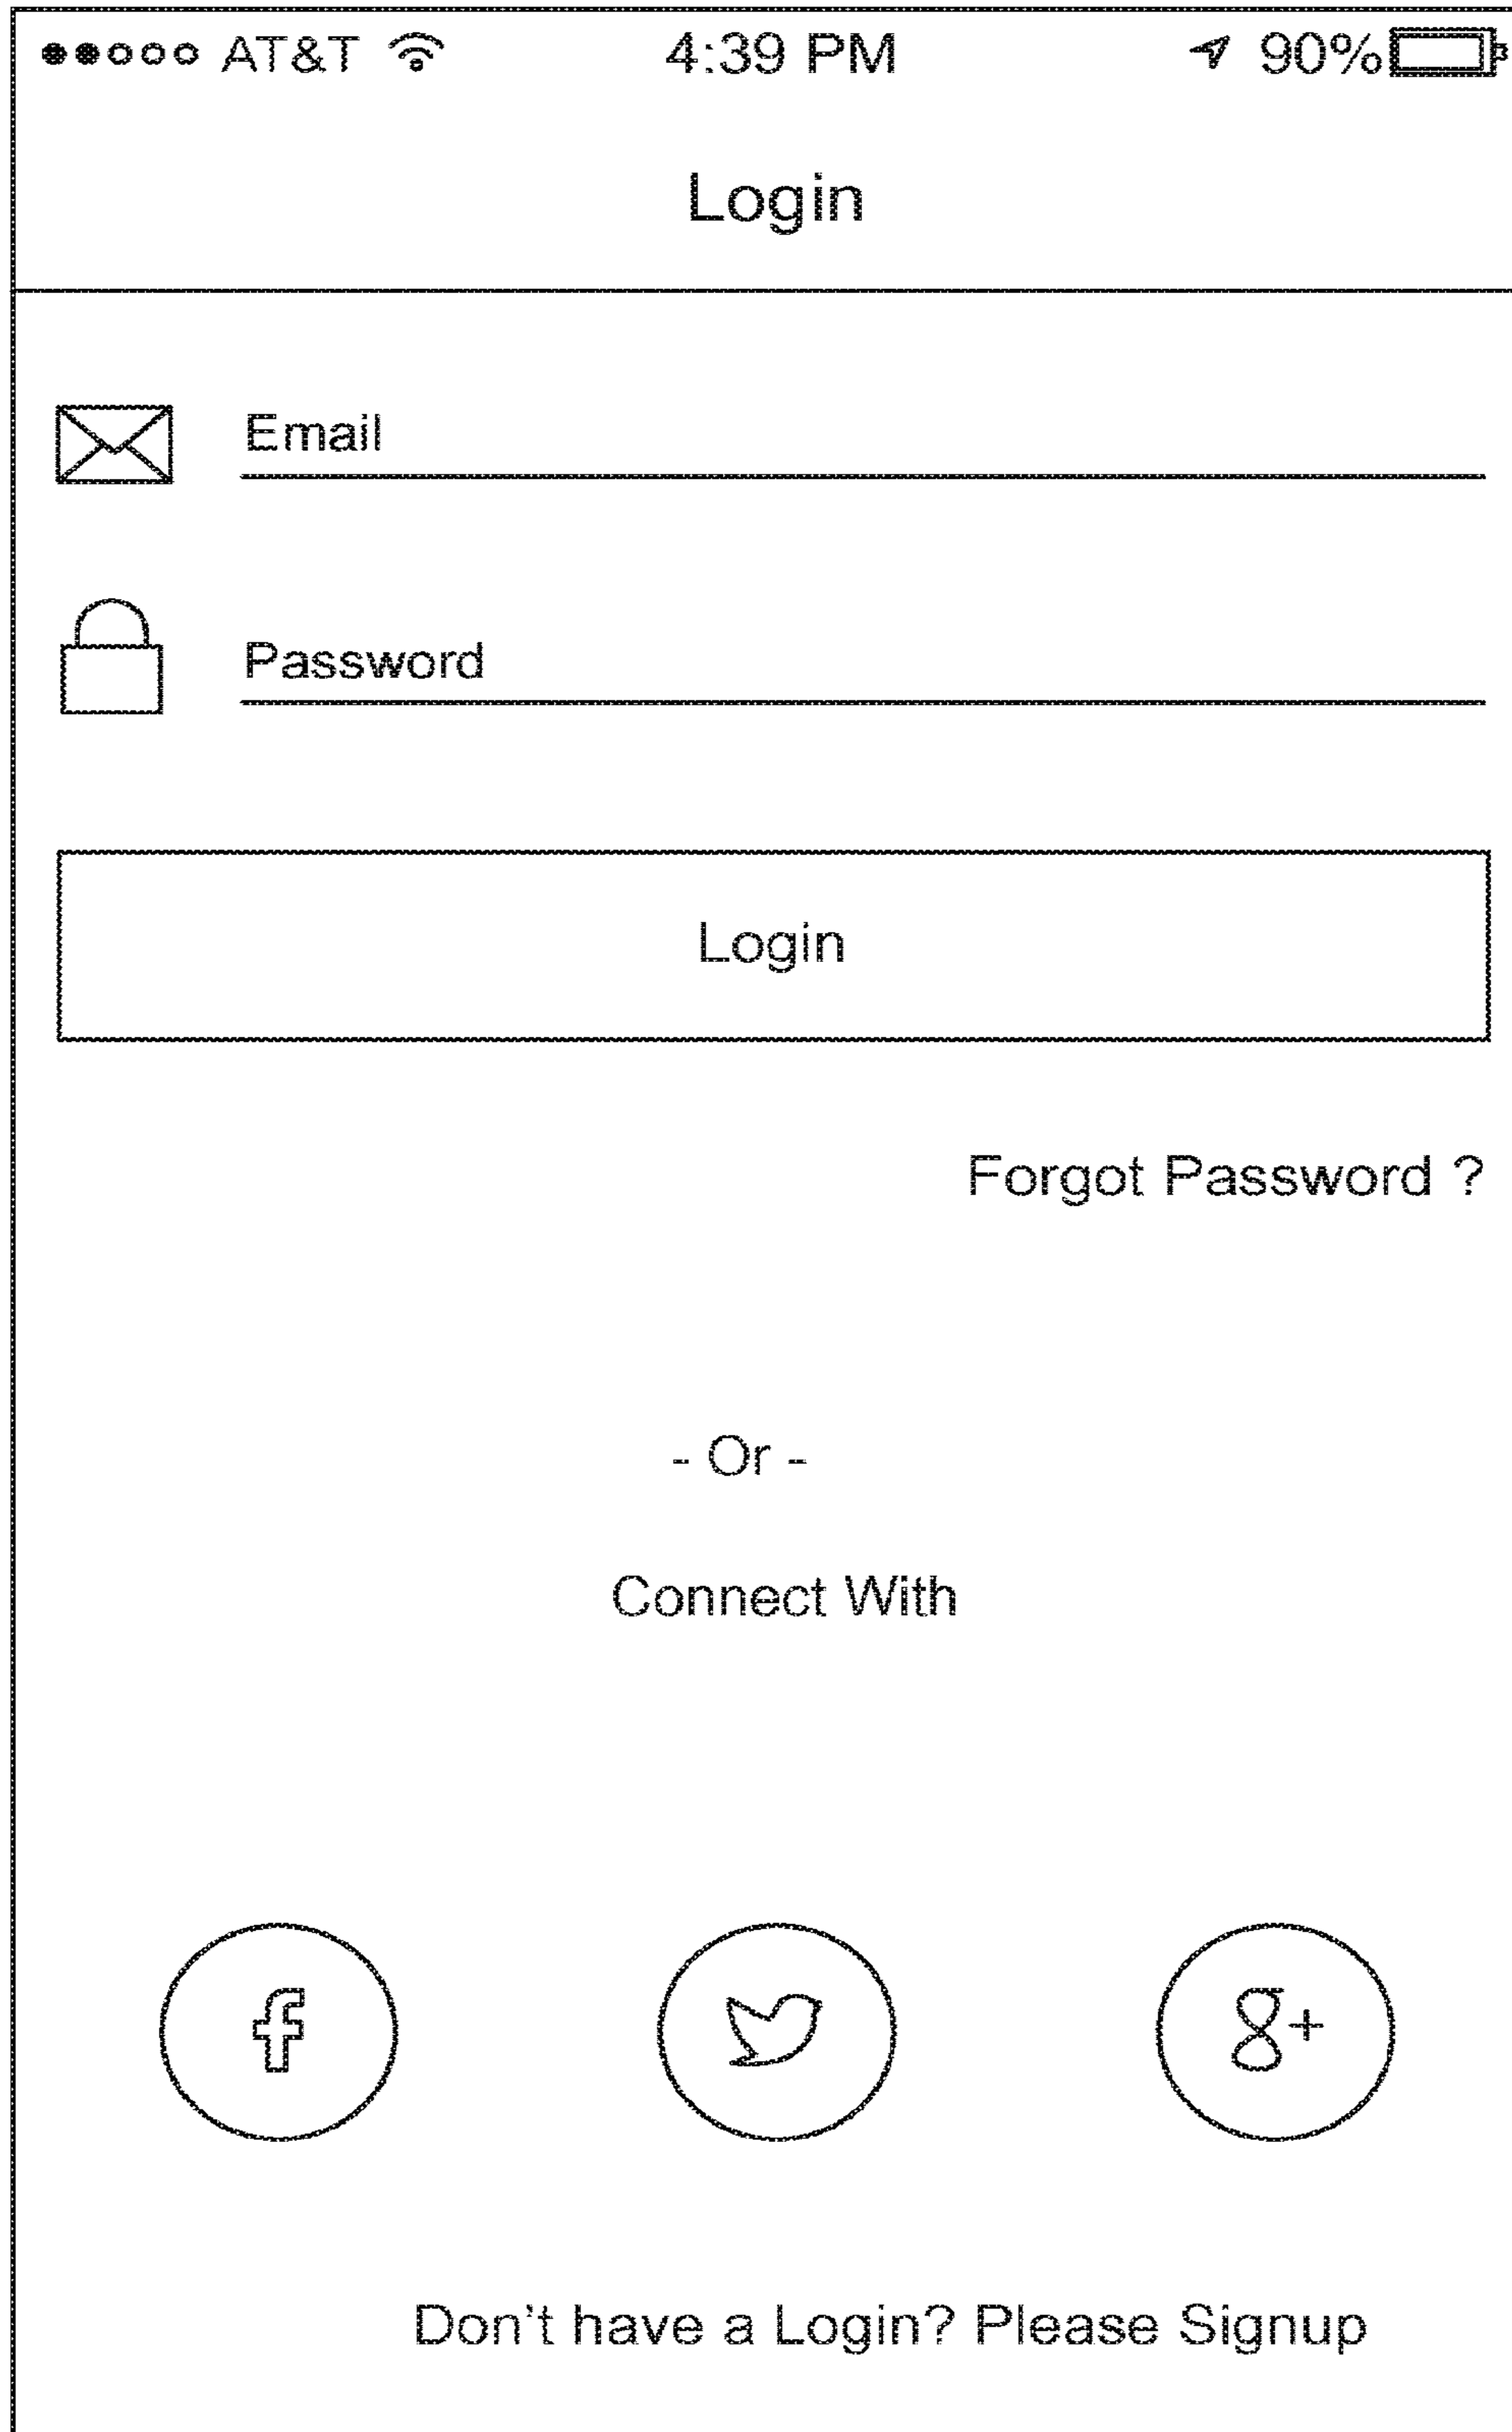 AT&T 4:39 PM 90%
Login
Email
Password
Login
Forgot Password ?
- Or -
Connect With
f g+
Don't have a Login? Please Signup